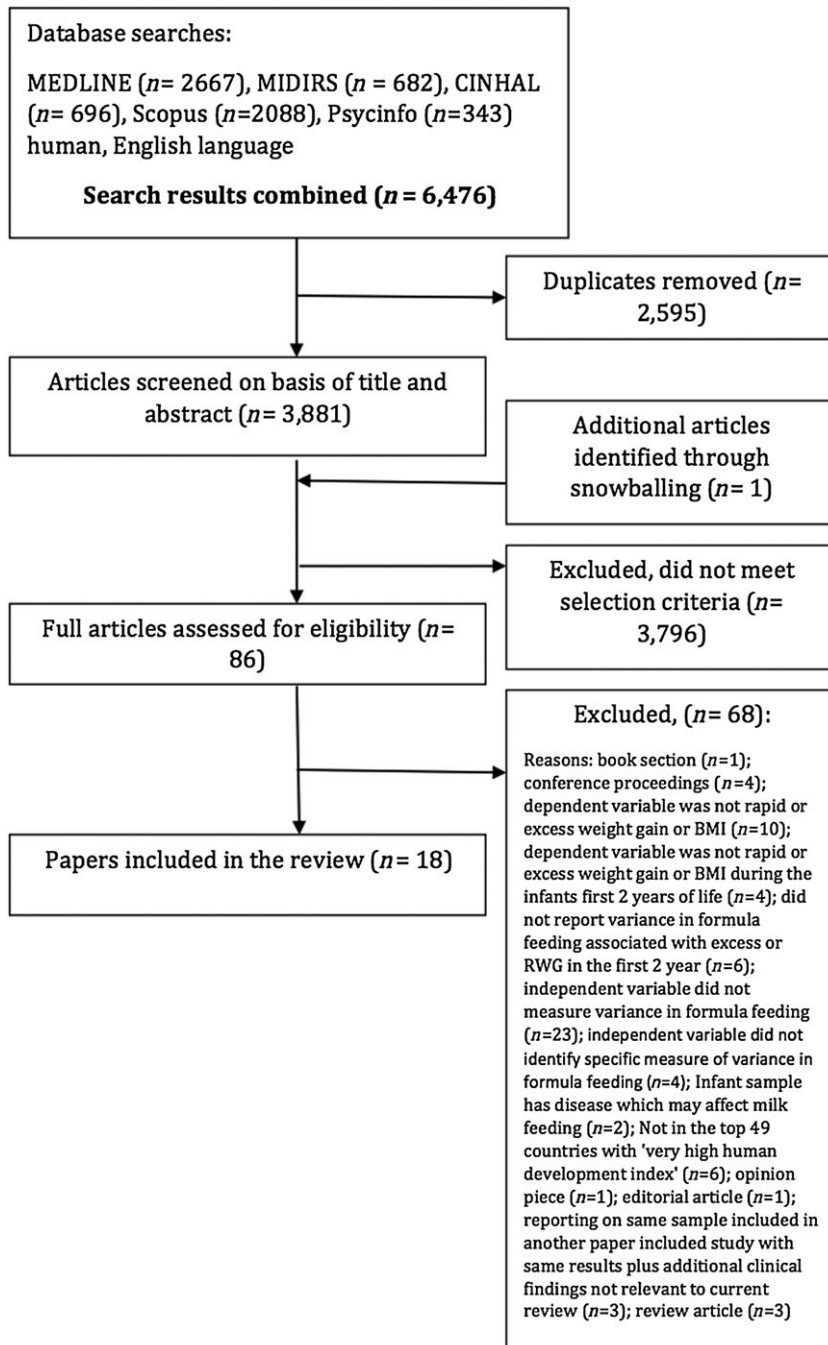 Database searches:
MEDLINE (n= 2667), MIDIRS (n = 682), CINHAL
(n= 696), Scopus (n=2088), Psycinfo (n=343)
human, English language
Search results combined (n = 6,476)
Duplicates removed (n=
2,595)
Articles screened on basis of title and
abstract (n= 3,881)
Additional articles
identified through
snowballing (n= 1)
Excluded, did not meet
selection criteria (n=
3,796)
Full articles assessed for eligibility (n=
86)
Excluded, (n= 68):
Reasons: book section (n=1);
conference proceedings (n=4);
dependent variable was not rapid or
excess weight gain or BMI (n=10);
dependent variable was not rapid or
excess weight gain or BMI during the
infants first 2 years of life (n=4); did
not report variance in formula
feeding associated with excess or
RWG in the first 2 year (n=6);
independent variable did not
measure variance in formula feeding
(n=23); independent variable did not
identify specific measure of variance in
formula feeding (n=4); Infant sample
has disease which may affect milk
feeding (n=2); Not in the top 49
countries with 'very high human
development index' (n=6); opinion
piece (n=1); editorial article (n=1);
reporting on same sample included in
another paper included study with
same results plus additional clinical
findings not relevant to current
review (n=3); review article (n=3)
Papers included in the review (n= 18)